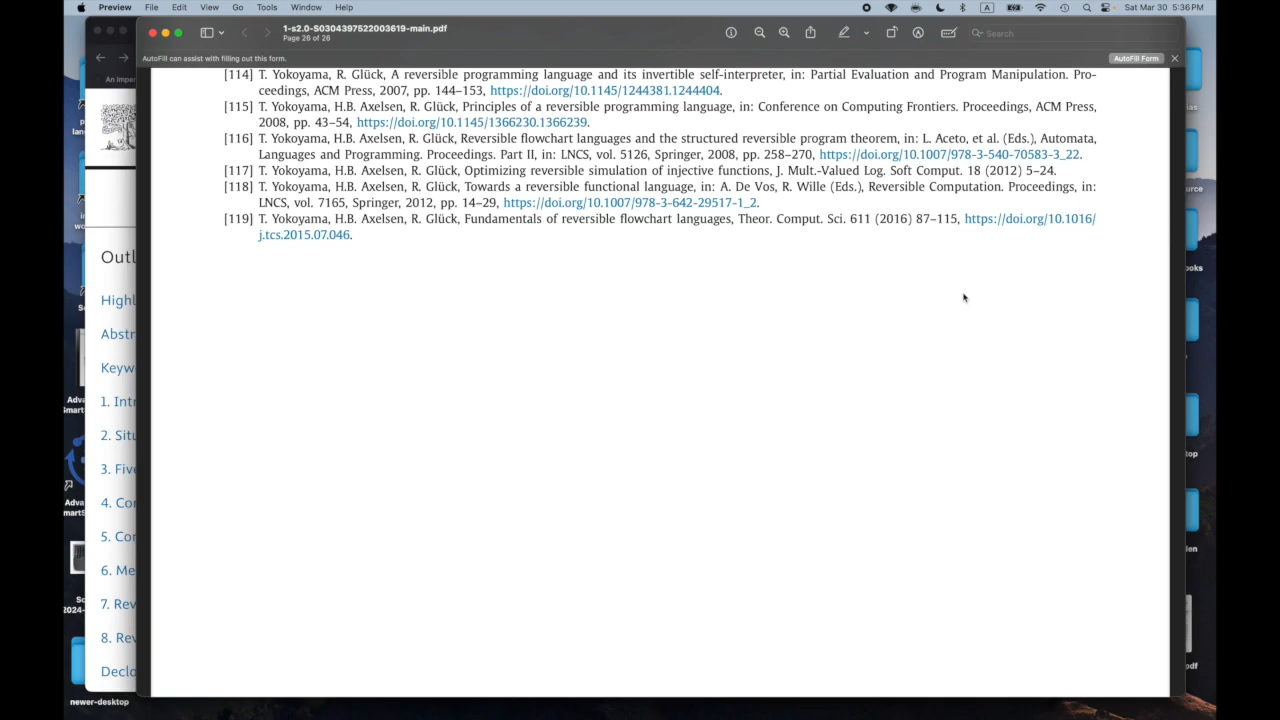 Preview File Edit View Go Tools Window Help
A
Sat Mar 30 5:36 PM
1-s2.0-S0304397522003619-main.pdf
Page 26 of 26
Search
AutoFill can assist with filling out this form.
AutoFill Form
[114] T. Yokoyama, R. Glück, A reversible programming language and its invertible self-interpreter, in: Partial Evaluation and Program Manipulation. Pro-
ceedings, ACM Press, 2007, pp. 144–153, https://doi.org/10.1145/1244381.1244404.
[115] T. Yokoyama, H.B. Axelsen, R. Glück, Principles of a reversible programming language, in: Conference on Computing Frontiers. Proceedings, ACM Press,
2008, pp. 43–54, https://doi.org/10.1145/1366230.1366239.
[116] T. Yokoyama, H.B. Axelsen, R. Glück, Reversible flowchart languages and the structured reversible program theorem, in: L. Aceto, et al. (Eds.), Automata,
Languages and Programming. Proceedings. Part II, in: LNCS, vol. 5126, Springer, 2008, pp. 258–270, https://doi.org/10.1007/978-3-540-70583-3_22.
[117] T. Yokoyama, H.B. Axelsen, R. Glück, Optimizing reversible simulation of injective functions, J. Mult.-Valued Log. Soft Comput. 18 (2012) 5–24.
[118] T. Yokoyama, H.B. Axelsen, R. Glück, Towards a reversible functional language, in: A. De Vos, R. Wille (Eds.), Reversible Computation. Proceedings, in:
LNCS, vol. 7165, Springer, 2012, pp. 14–29, https://doi.org/10.1007/978-3-642-29517-1_2.
[119] T. Yokoyama, H.B. Axelsen, R. Glück, Fundamentals of reversible flowchart languages, Theor. Comput. Sci. 611 (2016) 87–115, https://doi.org/10.1016/
j.tcs.2015.07.046.
An Imper
Outl
Highl
Abstr
Keyw
1. Intr
2. Situ
3. Five
4. Cor
5. Cor
6. Me
7. Rev
8. Rev
Decla
newer-desktop